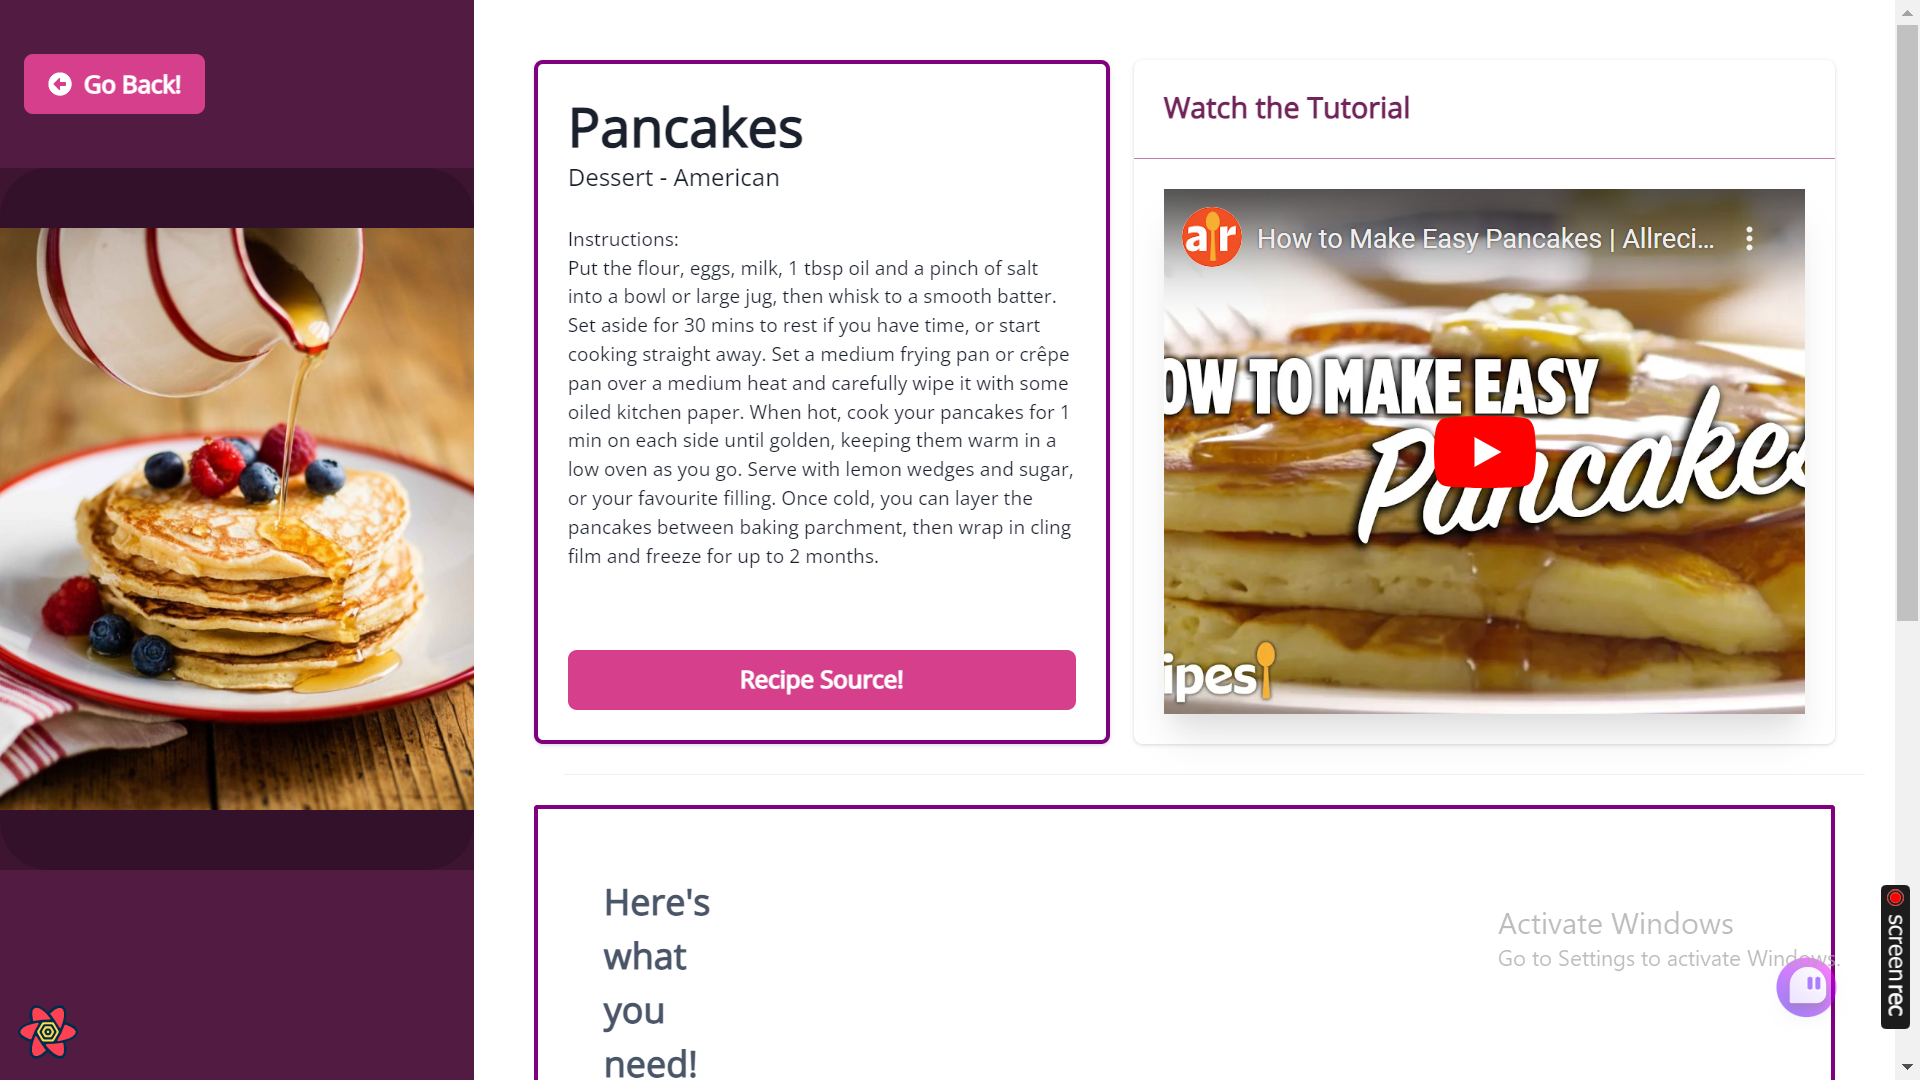 Go Back!
Pancakes
Dessert - American
Instructions:
Put the flour, eggs, milk, 1 tbsp oil and a pinch of salt
into a bowl or large jug, then whisk to a smooth batter.
Set aside for 30 mins to rest if you have time, or start
cooking straight away. Set a medium frying pan or crêpe
pan over a medium heat and carefully wipe it with some
oiled kitchen paper. When hot, cook your pancakes for 1
min on each side until golden, keeping them warm in a
low oven as you go. Serve with lemon wedges and sugar,
or your favourite filling. Once cold, you can layer the
pancakes between baking parchment, then wrap in cling
film and freeze for up to 2 months.
Recipe Source!
Watch the Tutorial
ar
How to Make Easy Pancakes | Allreci...
OW TO MAKE EASY
Pancakes
ipes
Here's
what
you
need!
Activate Windows
Go to Settings to activate Windows.
screenrec